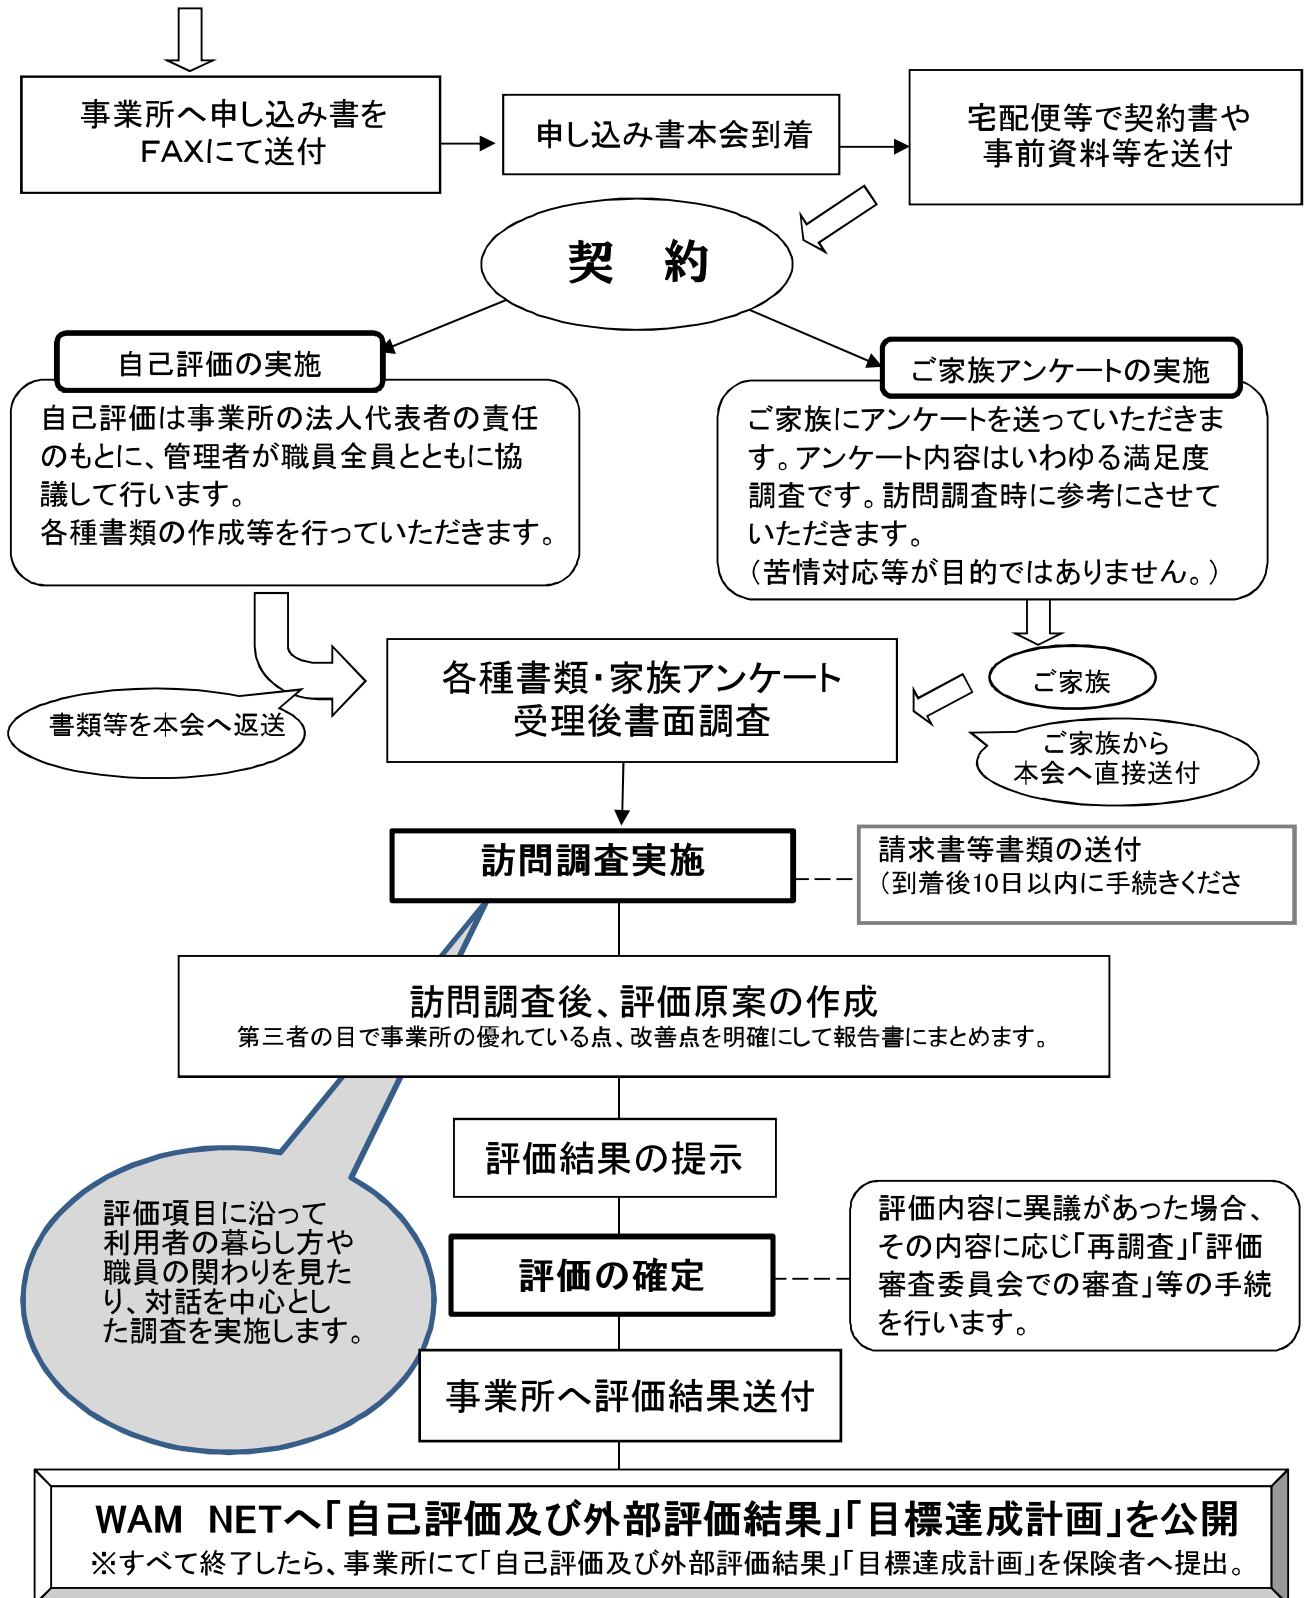 事業所へ申し込み書を
FAXにて送付
申し込み書本会到着
宅配便等で契約書や
事前資料等を送付
契　約
自己評価の実施
自己評価は事業所の法人代表者の責任
のもとに、管理者が職員全員とともに協
議して行います。
各種書類の作成等を行っていただきます。
ご家族アンケートの実施
ご家族にアンケートを送っていただきま
す。アンケート内容はいわゆる満足度
調査です。訪問調査時に参考にさせて
いただきます。
（苦情対応等が目的ではありません。）
ご家族
書類等を本会へ返送
各種書類・家族アンケート
受理後書面調査
ご家族から
本会へ直接送付
訪問調査実施
請求書等書類の送付
（到着後10日以内に手続きくださ
訪問調査後、評価原案の作成
第三者の目で事業所の優れている点、改善点を明確にして報告書にまとめます。
評価結果の提示
評価項目に沿って
利用者の暮らし方や
職員の関わりを見た
り、対話を中心とし
た調査を実施します。
評価の確定
評価内容に異議があった場合、
その内容に応じ「再調査」「評価
審査委員会での審査」等の手続
を行います。
事業所へ評価結果送付
WAM　NETへ「自己評価及び外部評価結果」「目標達成計画」を公開
※すべて終了したら、事業所にて「自己評価及び外部評価結果」「目標達成計画」を保険者へ提出。